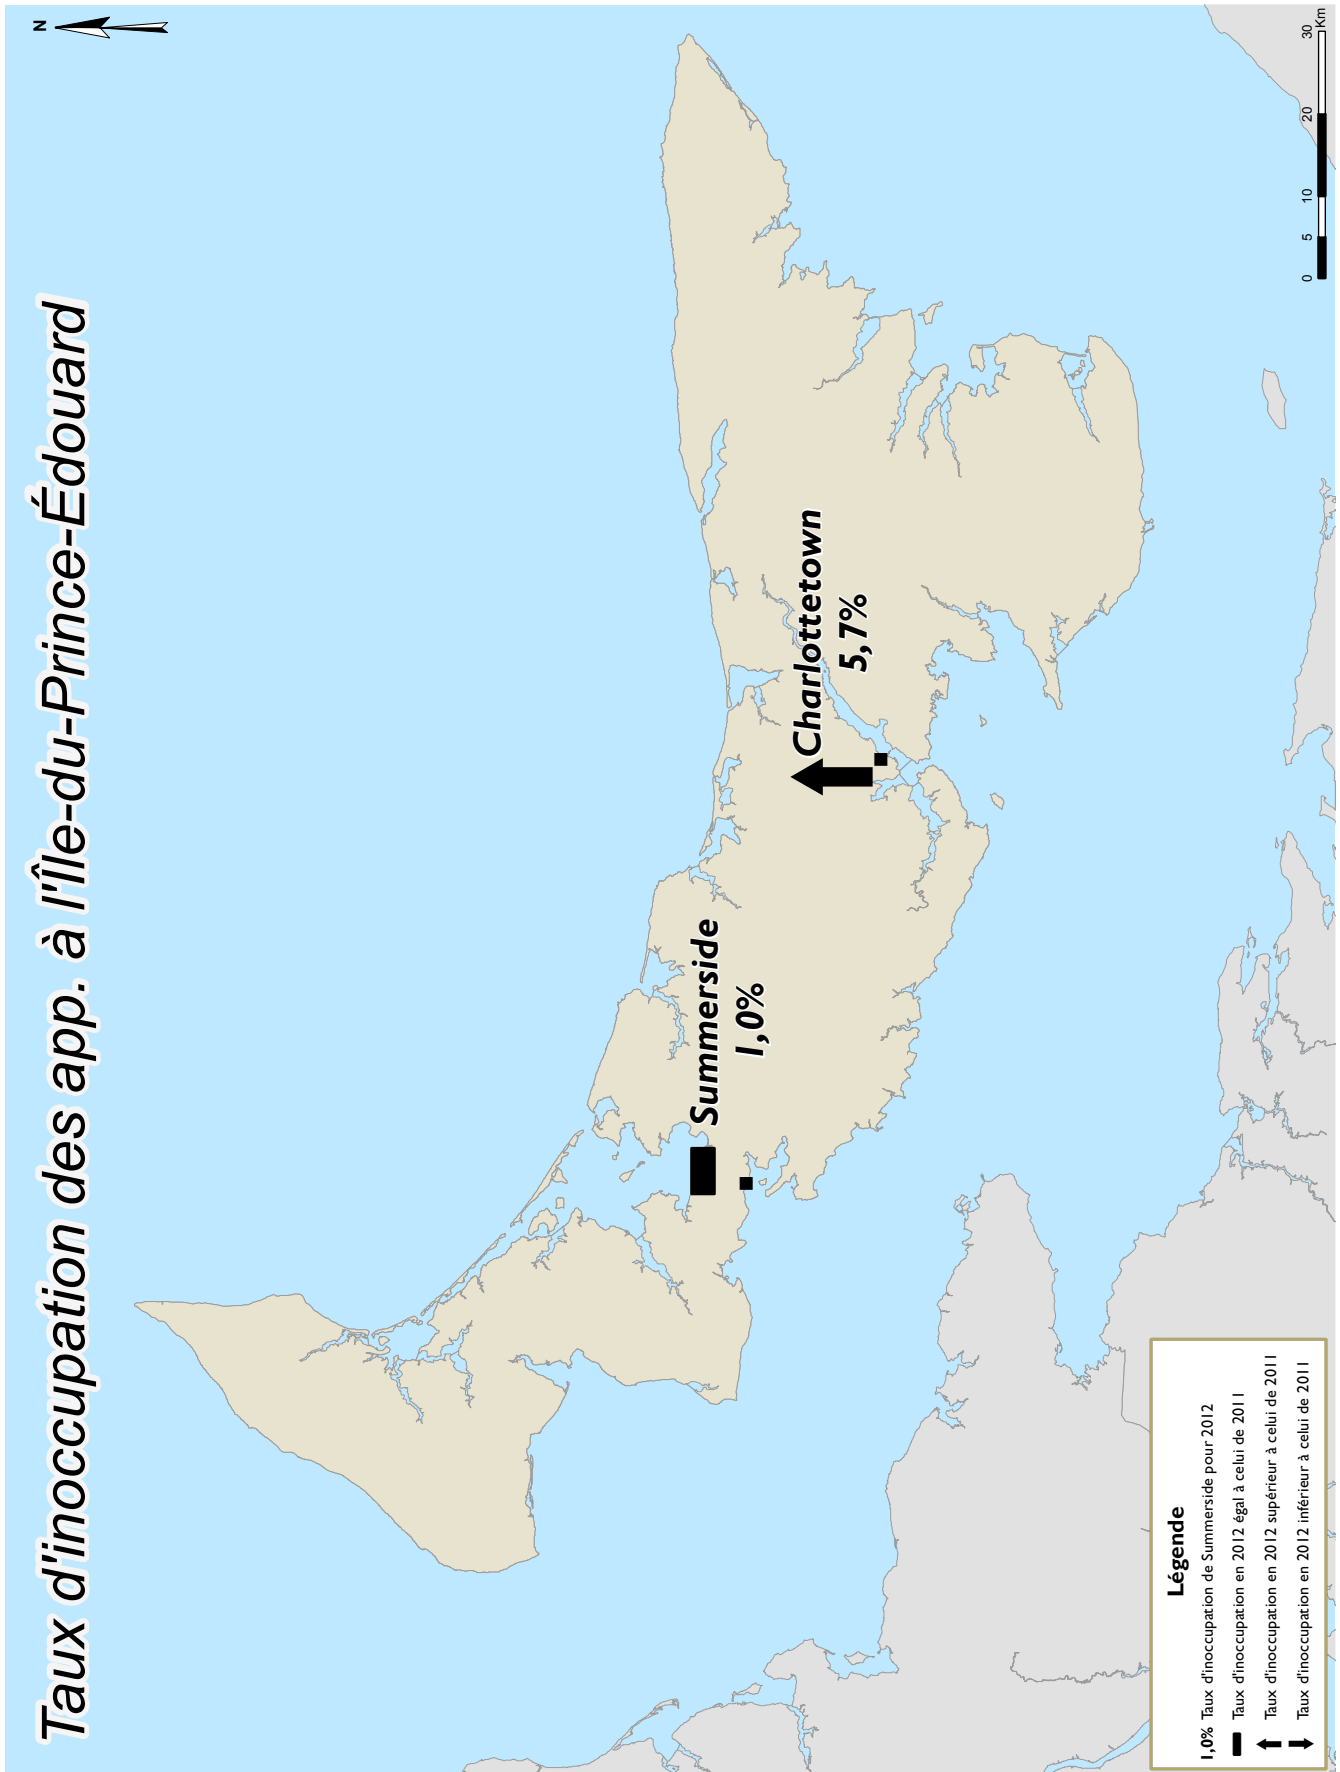 Taux d'inoccupation des app. à l'Île-du-Prince-Édouard
N
Summerside
1,0%
Charlottetown
5,7%
Légende
1,0% Taux d'inoccupation de Summerside pour 2012
Taux d'inoccupation en 2012 égal à celui de 2011
Taux d'inoccupation en 2012 supérieur à celui de 2011
Taux d'inoccupation en 2012 inférieur à celui de 2011
0 5 10 20 30
Km